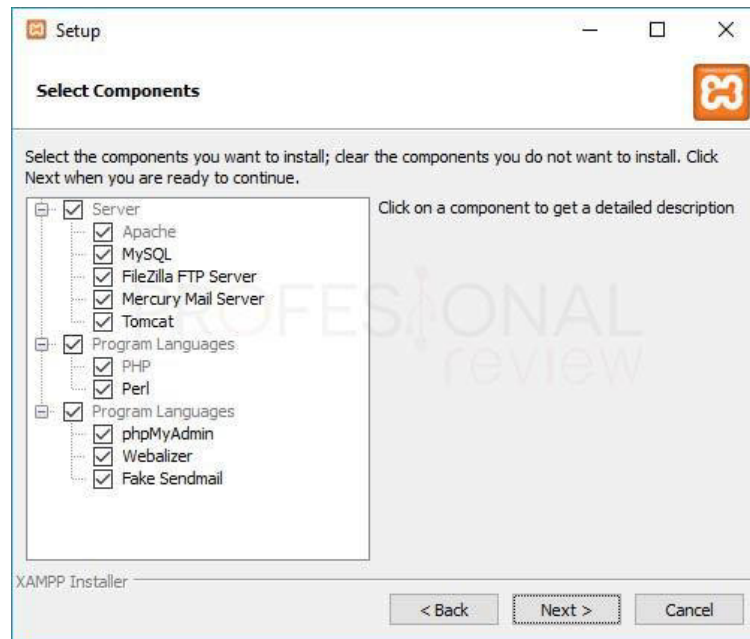 Setup
Select Components
Select the components you want to install; clear the components you do not want to install. Click
Next when you are ready to continue.
Server
Apache
MySQL
FileZilla FTP Server
Mercury Mail Server
Tomcat
Program Languages
PHP
Perl
Program Languages
phpMyAdmin
Webalizer
Fake Sendmail
Click on a component to get a detailed description
PROFESIONAL
review
XAMPP Installer
< Back
Next >
Cancel